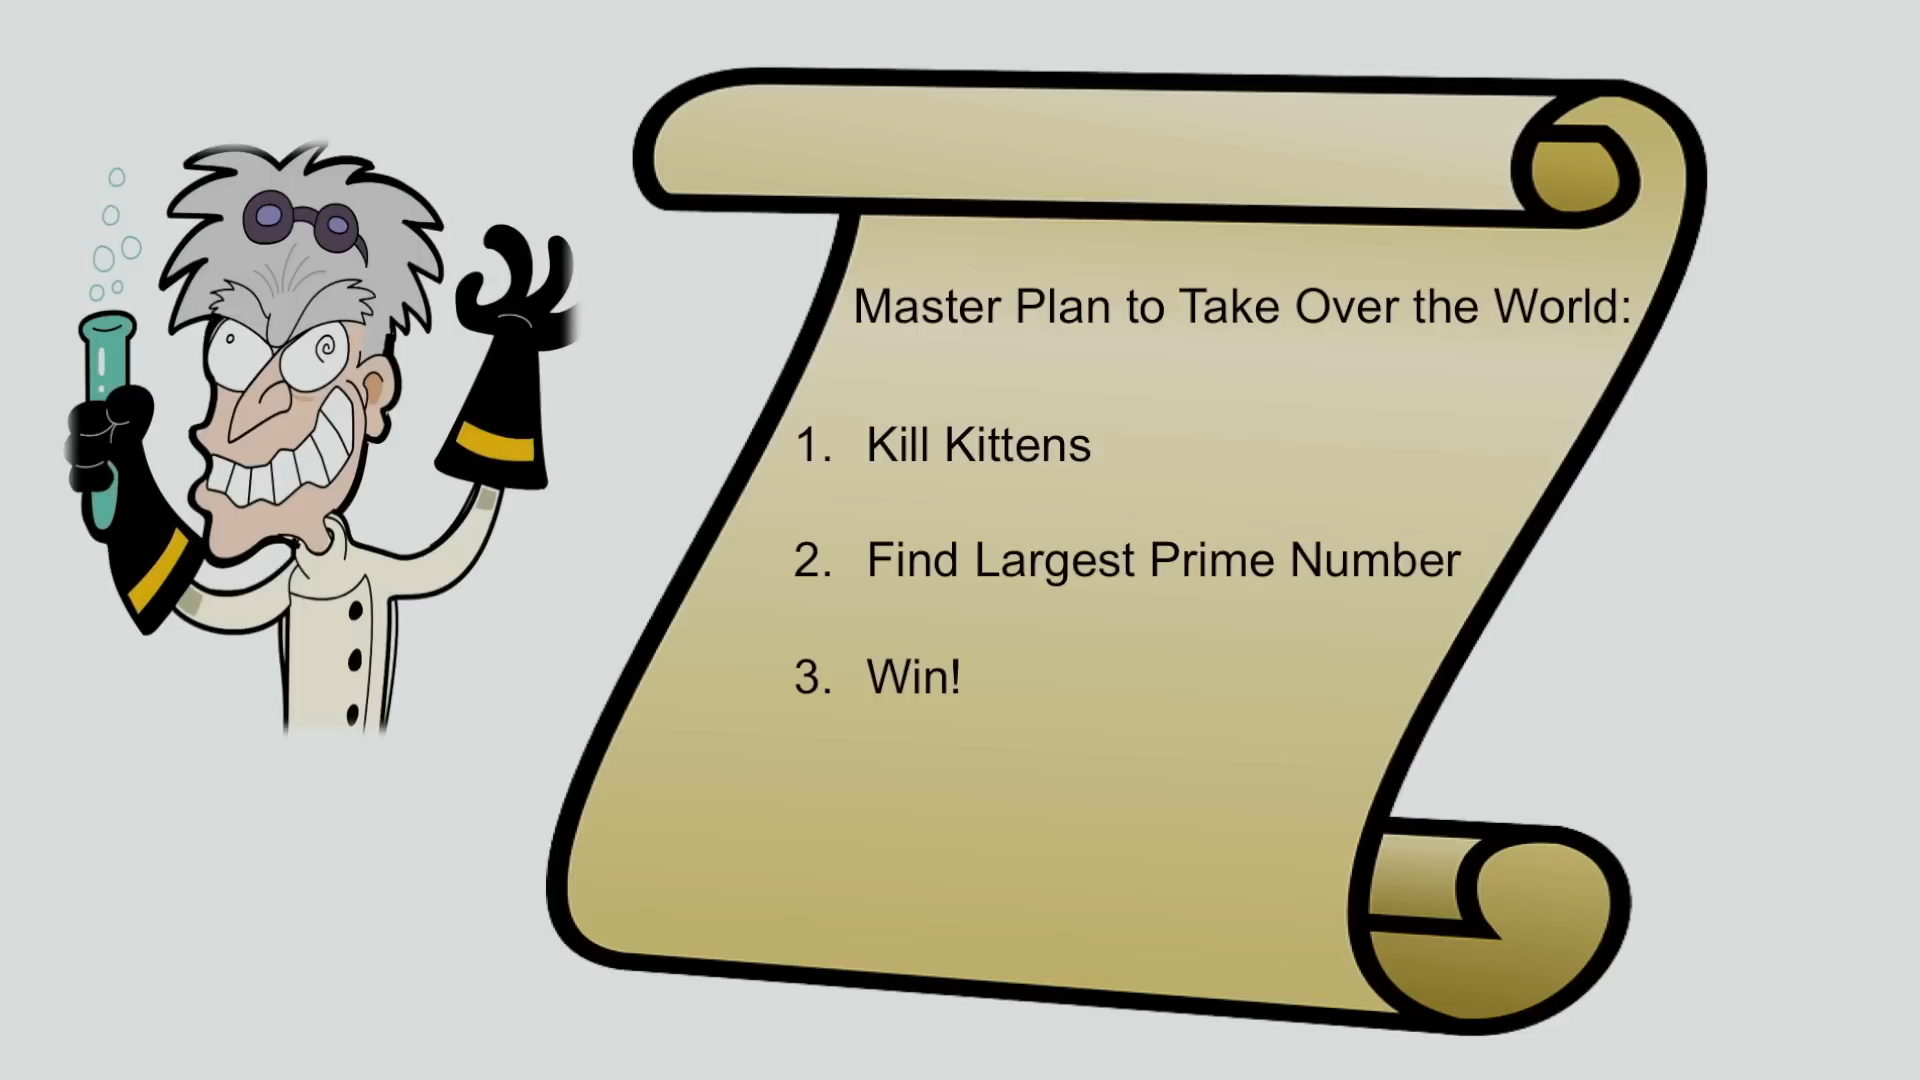 Master Plan to Take Over the World:
1. Kill Kittens
2. Find Largest Prime Number
3. Win!